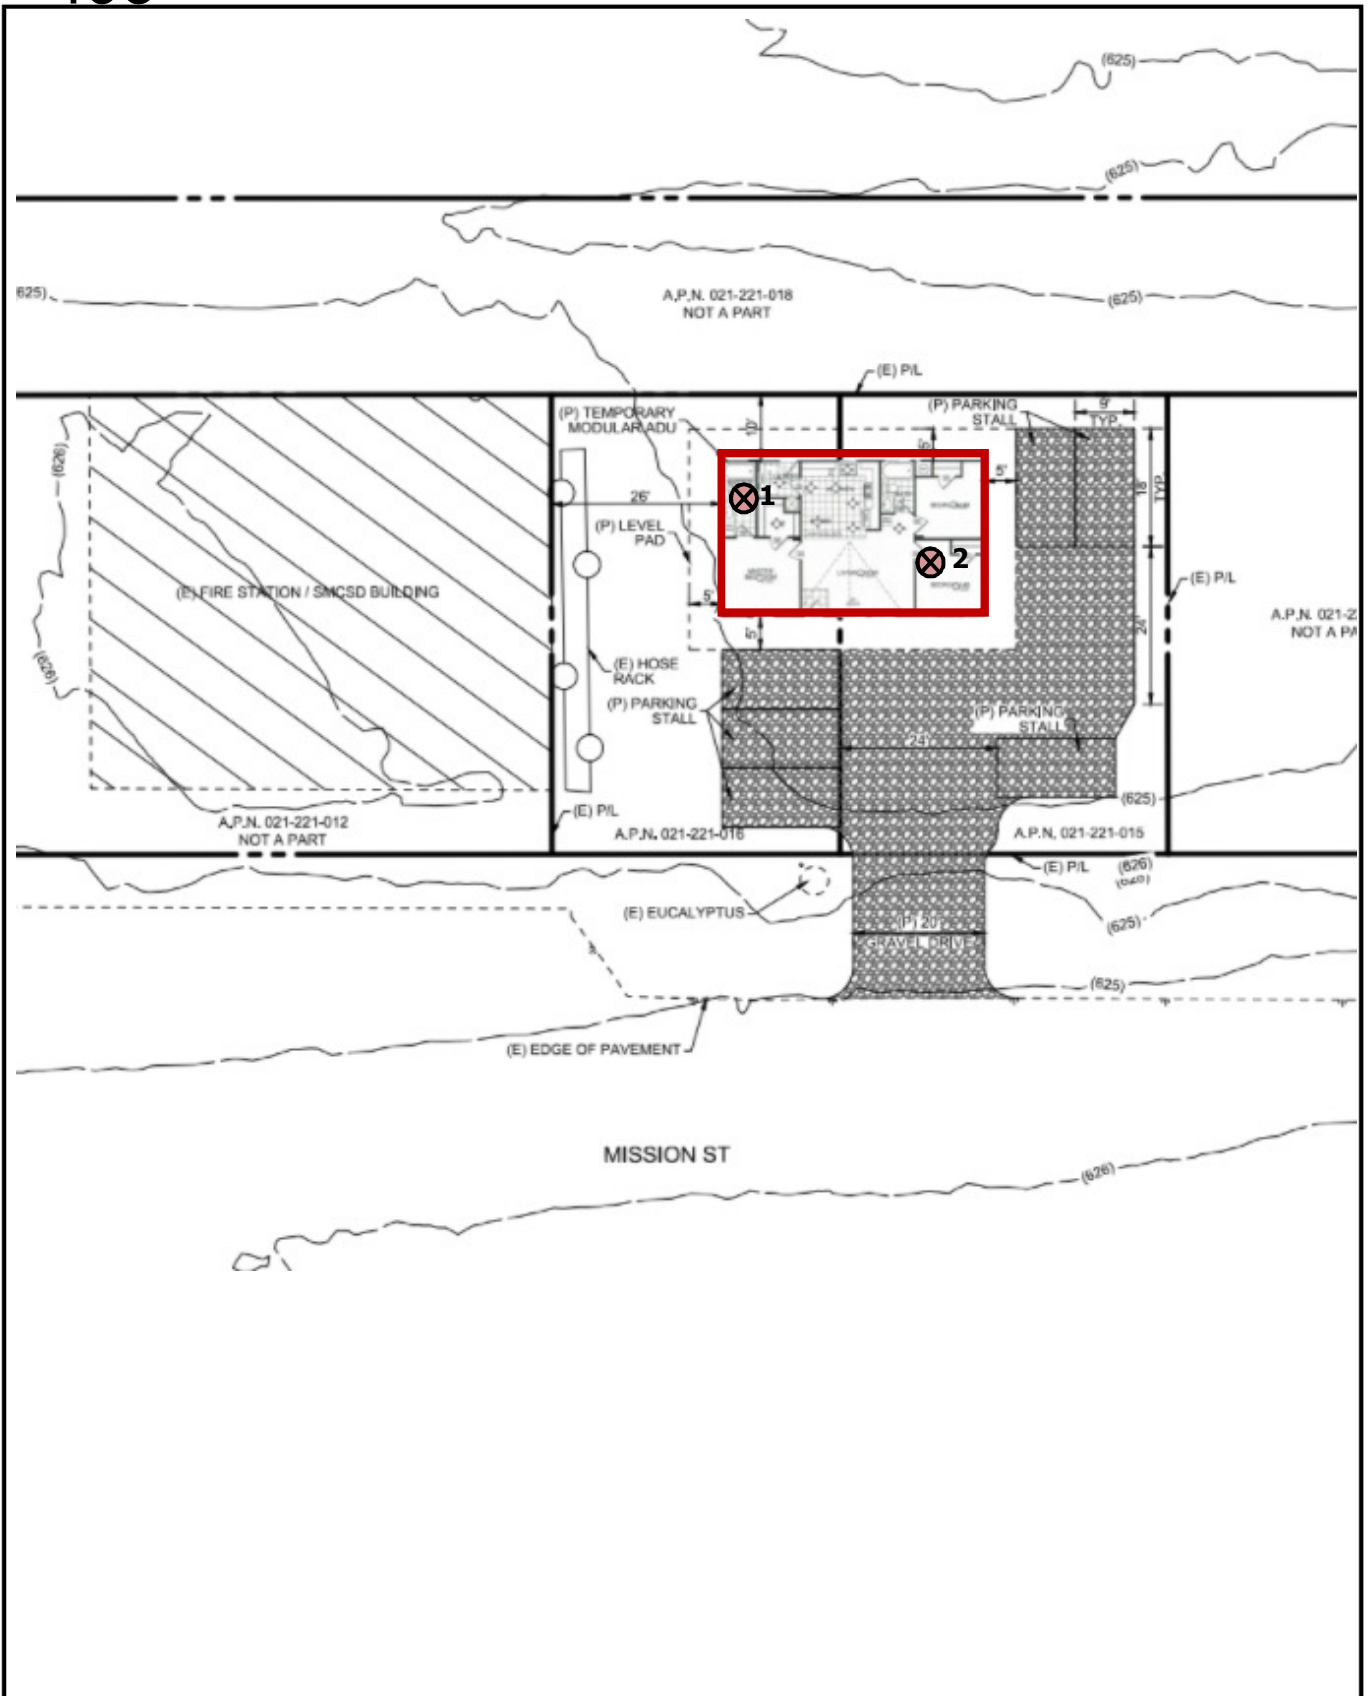 (625)
(625)
625)
A.P.N. 021-221-018
NOT A PART
(625)
(E) P/L
(P) TEMPORARY
MODULAR ADU
10'
(P) PARKING
STALL
9'
TYP.
5'
5'
18'
TYP.
(626)
26'
1
(P) LEVEL
PAD
2
(E) FIRE STATION / SMCSD BUILDING
(E) P/L
5'
A.P.N. 021-2
NOT A PA
24'
5'
(626)
(E) HOSE
RACK
(P) PARKING
STALL
(P) PARKING
STALL
24'
(625)
(E) P/L
A.P.N. 021-221-012
NOT A PART
A.P.N. 021-221-016
A.P.N. 021-221-015
(E) P/L
(626)
(E) EUCALYPTUS
(P) 20'
GRAVEL DRIVE
(625)
(625)
(E) EDGE OF PAVEMENT
MISSION ST
(626)